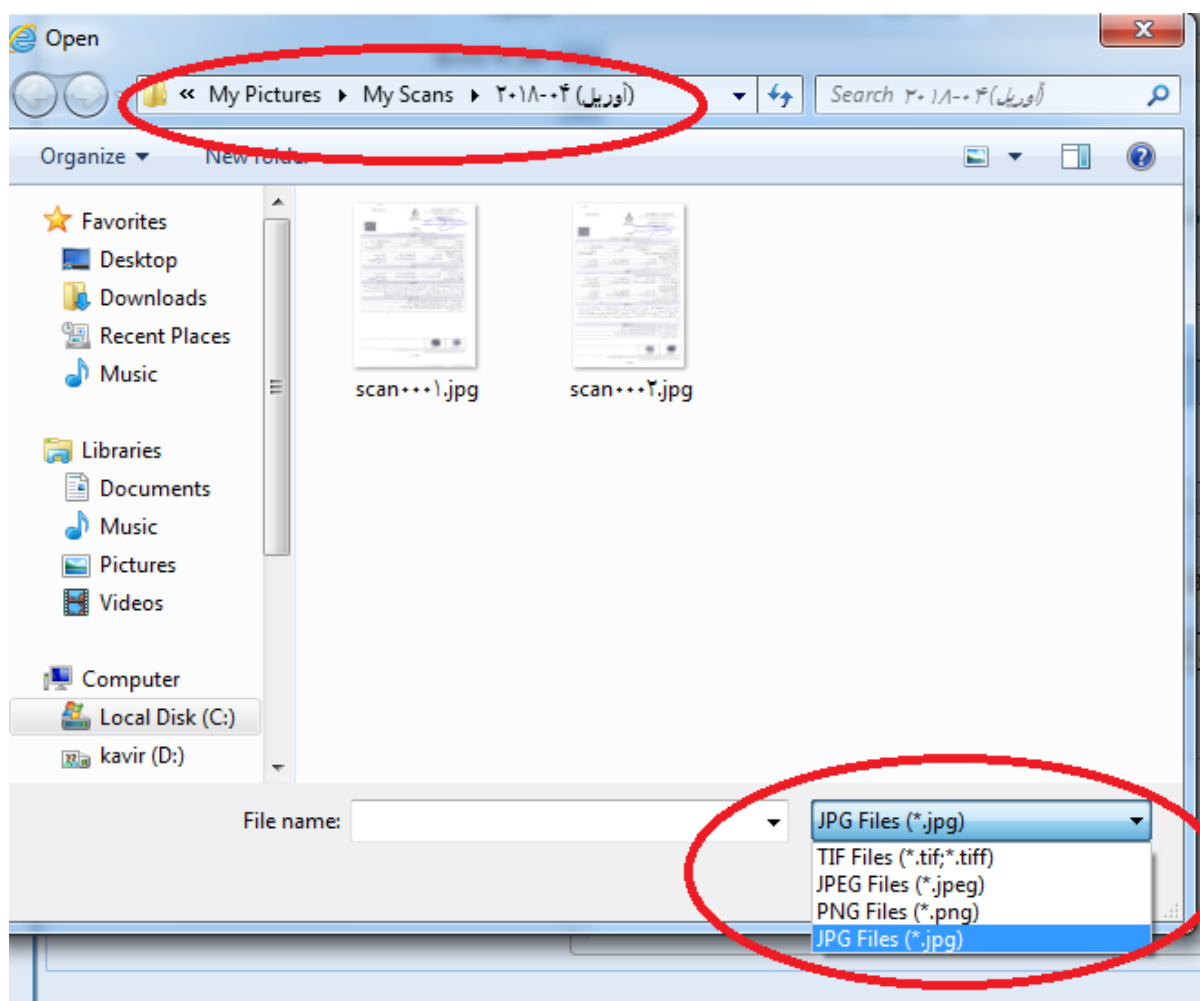 Open
« My Pictures ▸ My Scans ▸ ۲۰۱۸-۰۴ (آوریل)
Search ۲۰۱۸-۰۴ (آوریل)
Organize
New folder
Favorites
Desktop
Downloads
Recent Places
Music
Libraries
Documents
Music
Pictures
Videos
Computer
Local Disk (C:)
kavir (D:)
scan۰۰۰۱.jpg
scan۰۰۰۲.jpg
File name:
JPG Files (*.jpg)
TIF Files (*.tif;*.tiff)
JPEG Files (*.jpeg)
PNG Files (*.png)
JPG Files (*.jpg)